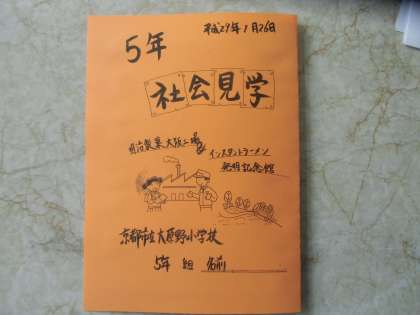 平成29年1月26日
5年
社会見学
明治製菓大阪工場&
インスタントラーメン
発明記念館
京都市立大原野小学校
5年 組 名前